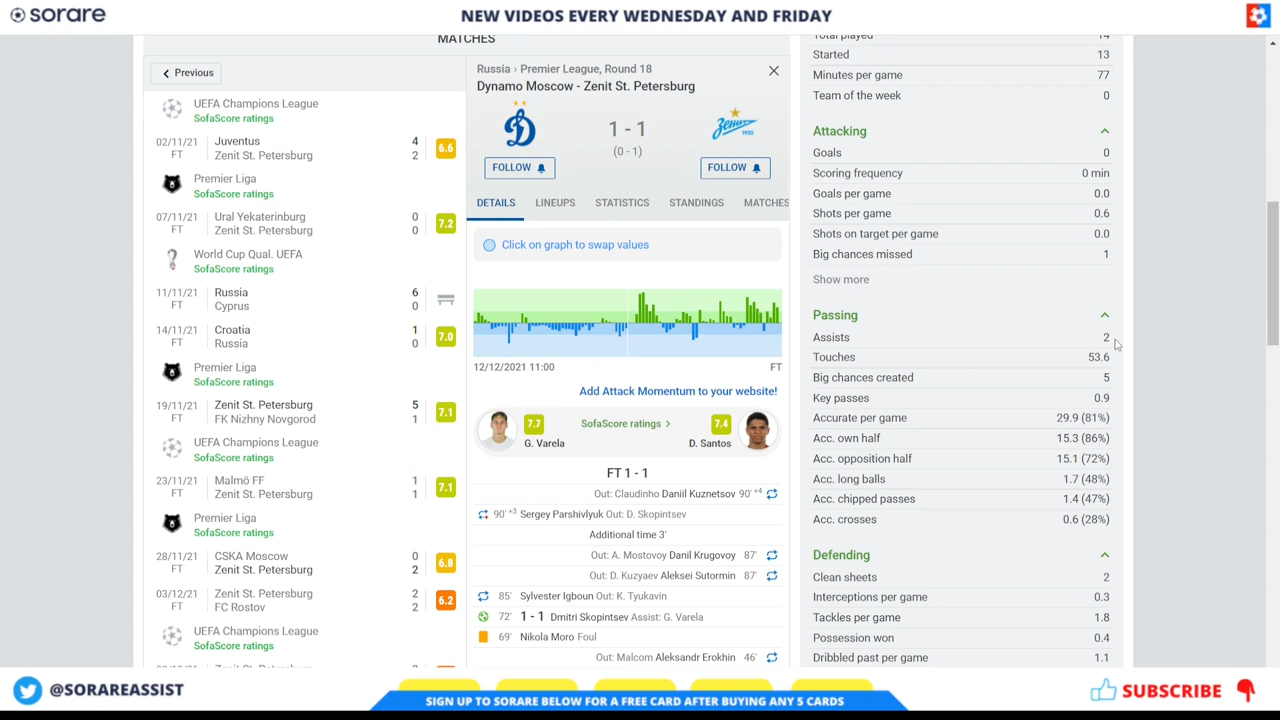 sorare
NEW VIDEOS EVERY WEDNESDAY AND FRIDAY
MATCHES
Previous
UEFA Champions League
SofaScore ratings
02/11/21 Juventus 4
FT Zenit St. Petersburg 2
6.6
Premier Liga
SofaScore ratings
07/11/21 Ural Yekaterinburg 0
FT Zenit St. Petersburg 0
7.2
World Cup Qual. UEFA
SofaScore ratings
11/11/21 Russia 6
FT Cyprus 0
14/11/21 Croatia 1
FT Russia 0
7.0
Premier Liga
SofaScore ratings
19/11/21 Zenit St. Petersburg 5
FT FK Nizhny Novgorod 1
7.1
UEFA Champions League
SofaScore ratings
23/11/21 Malmö FF 1
FT Zenit St. Petersburg 1
7.1
Premier Liga
SofaScore ratings
28/11/21 CSKA Moscow 0
FT Zenit St. Petersburg 2
6.8
03/12/21 Zenit St. Petersburg 2
FT FC Rostov 2
6.2
UEFA Champions League
SofaScore ratings
Russia › Premier League, Round 18
Dynamo Moscow - Zenit St. Petersburg
1 - 1
(0 - 1)
FOLLOW FOLLOW
DETAILS LINEUPS STATISTICS STANDINGS MATCHES
Click on graph to swap values
12/12/2021 11:00 FT
Add Attack Momentum to your website!
7.7 SofaScore ratings > 7.4
G. Varela D. Santos
FT 1 - 1
Out: Claudinho Daniil Kuznetsov 90' +4
90' +3 Sergey Parshivlyuk Out: D. Skopintsev
Additional time 3'
Out: A. Mostovoy Danil Krugovoy 87'
Out: D. Kuzyaev Aleksei Sutormin 87'
85' Sylvester Igboun Out: K. Tyukavin
72' 1 - 1 Dmitri Skopintsev Assist: G. Varela
69' Nikola Moro Foul
Out: Malcom Aleksandr Erokhin 46'
Total played 14
Started 13
Minutes per game 77
Team of the week 0
Attacking
Goals 0
Scoring frequency 0 min
Goals per game 0.0
Shots per game 0.6
Shots on target per game 0.0
Big chances missed 1
Show more
Passing
Assists 2
Touches 53.6
Big chances created 5
Key passes 0.9
Accurate per game 29.9 (81%)
Acc. own half 15.3 (86%)
Acc. opposition half 15.1 (72%)
Acc. long balls 1.7 (48%)
Acc. chipped passes 1.4 (47%)
Acc. crosses 0.6 (28%)
Defending
Clean sheets 2
Interceptions per game 0.3
Tackles per game 1.8
Possession won 0.4
Dribbled past per game 1.1
@SORAREASSIST
SIGN UP TO SORARE BELOW FOR A FREE CARD AFTER BUYING ANY 5 CARDS
SUBSCRIBE